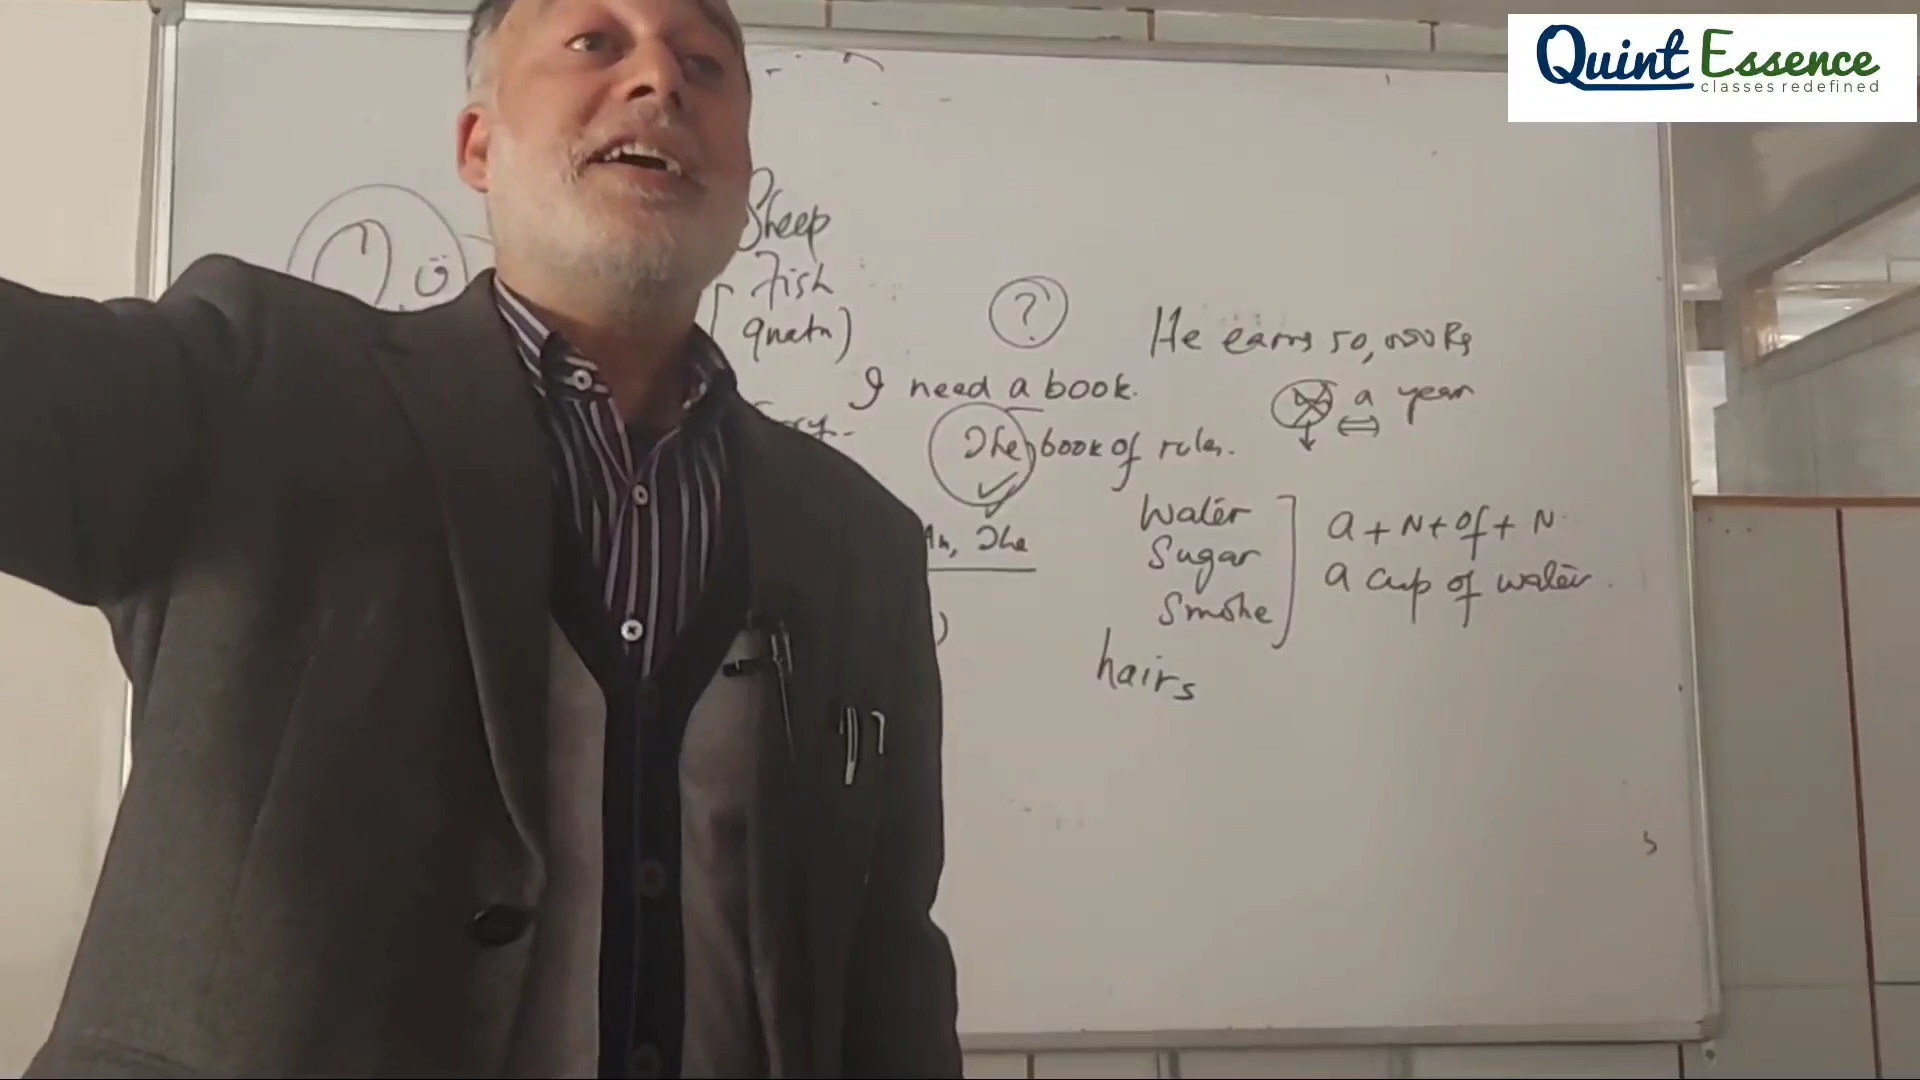 Quint Essence
classes redefined
Sheep
Fish
?
He earns 50,000 Rs
a year
I need a book.
The book of rules.
An, The
Water
Sugar
Smoke
a + N + of + N
a cup of water.
hairs